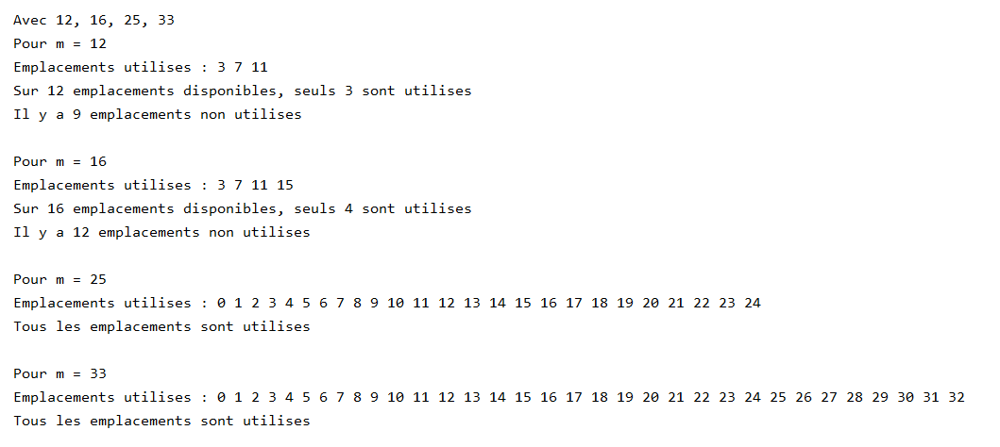 Avec 12, 16, 25, 33
Pour m = 12
Emplacements utilises : 3 7 11
Sur 12 emplacements disponibles, seuls 3 sont utilises
Il y a 9 emplacements non utilises
Pour m = 16
Emplacements utilises : 3 7 11 15
Sur 16 emplacements disponibles, seuls 4 sont utilises
Il y a 12 emplacements non utilises
Pour m = 25
Emplacements utilises : 0 1 2 3 4 5 6 7 8 9 10 11 12 13 14 15 16 17 18 19 20 21 22 23 24
Tous les emplacements sont utilises
Pour m = 33
Emplacements utilises : 0 1 2 3 4 5 6 7 8 9 10 11 12 13 14 15 16 17 18 19 20 21 22 23 24 25 26 27 28 29 30 31 32
Tous les emplacements sont utilises